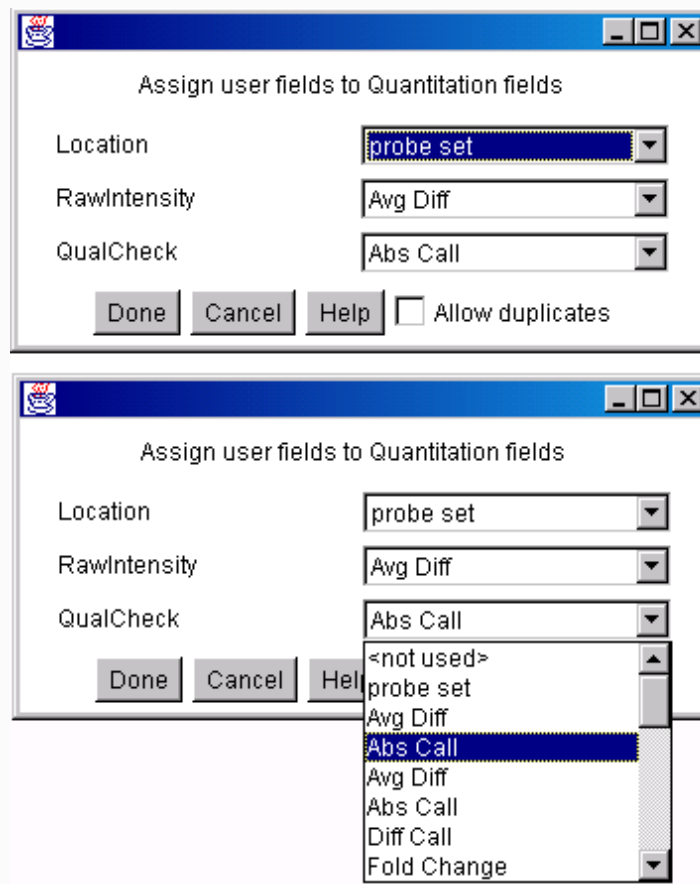 Assign user fields to Quantitation fields
Location probe set
RawIntensity Avg Diff
QualCheck Abs Call
Done Cancel Help Allow duplicates
Assign user fields to Quantitation fields
Location probe set
RawIntensity Avg Diff
QualCheck Abs Call
<not used>
Done Cancel Help
probe set
Avg Diff
Abs Call
Avg Diff
Abs Call
Diff Call
Fold Change